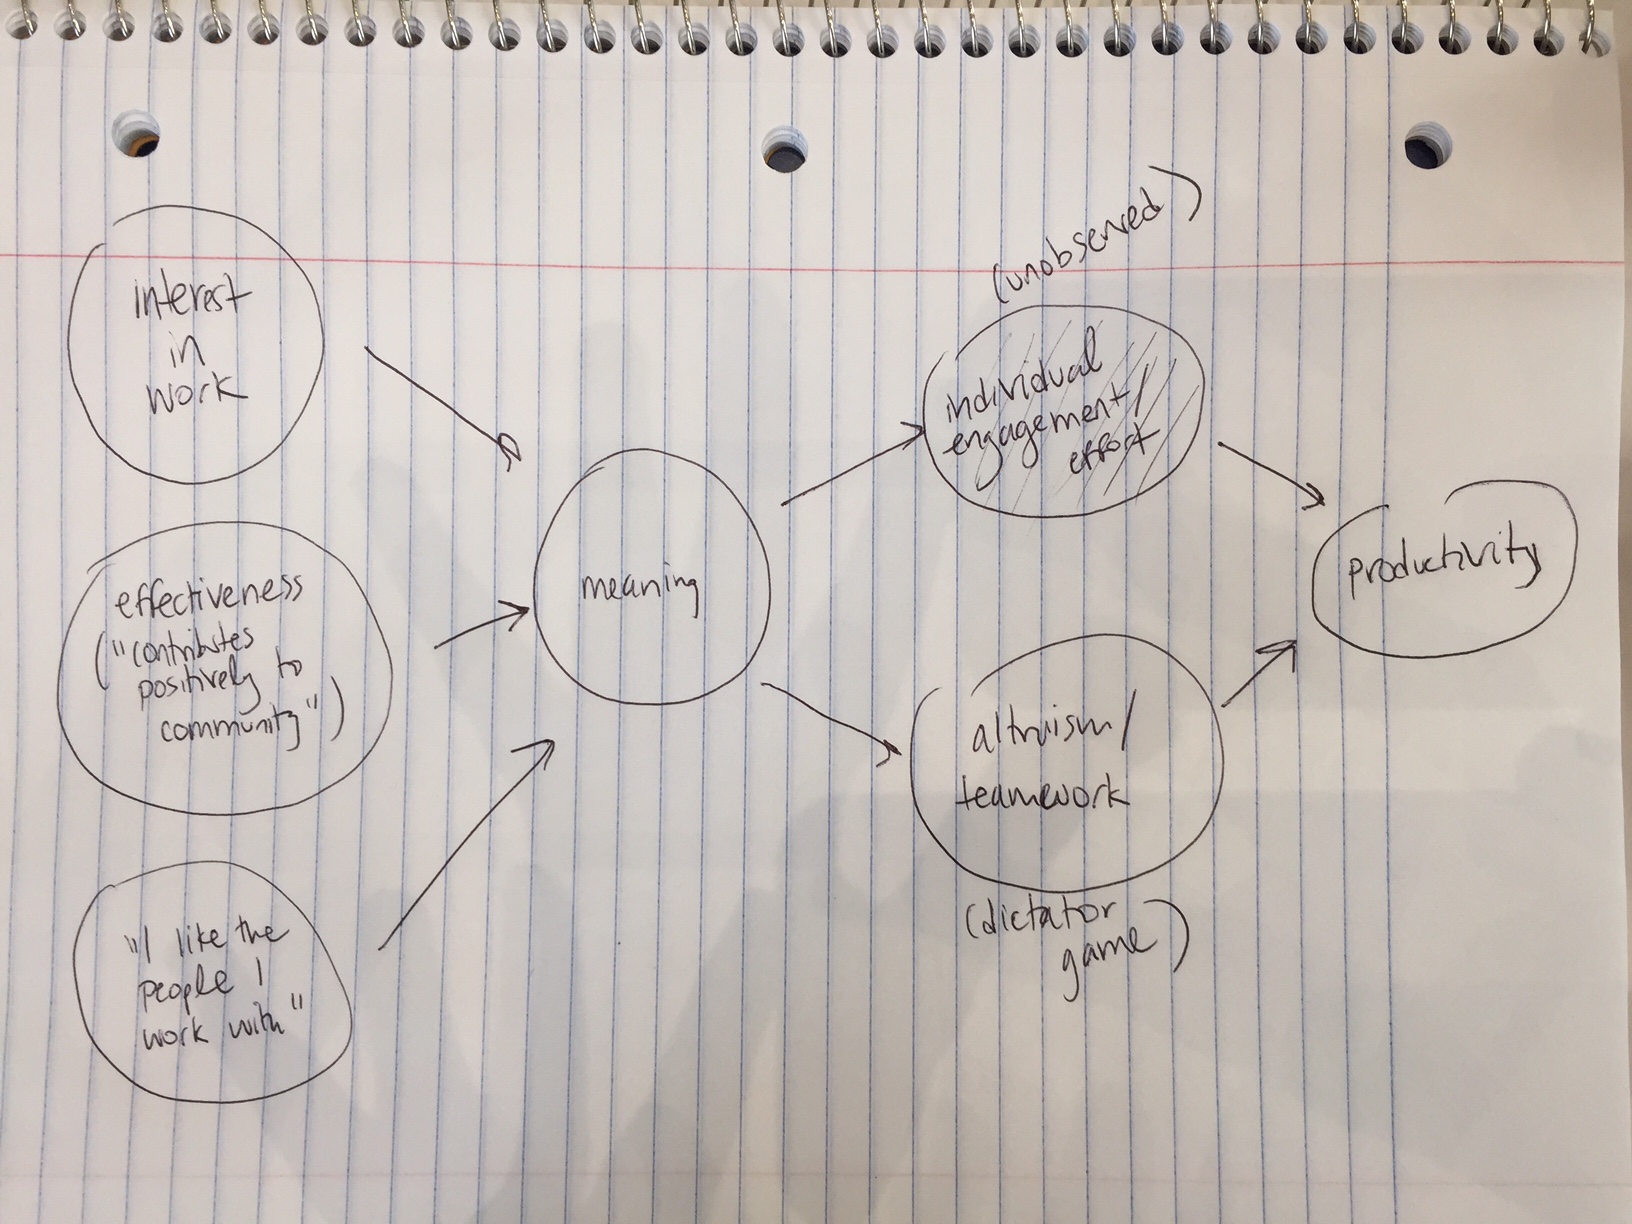 interest
in
work
effectiveness
("contributes
positively to
community")
"I like the
people I
work with"
meaning
(unobserved)
individual
engagement/
effort
altruism/
teamwork
(dictator
game)
productivity